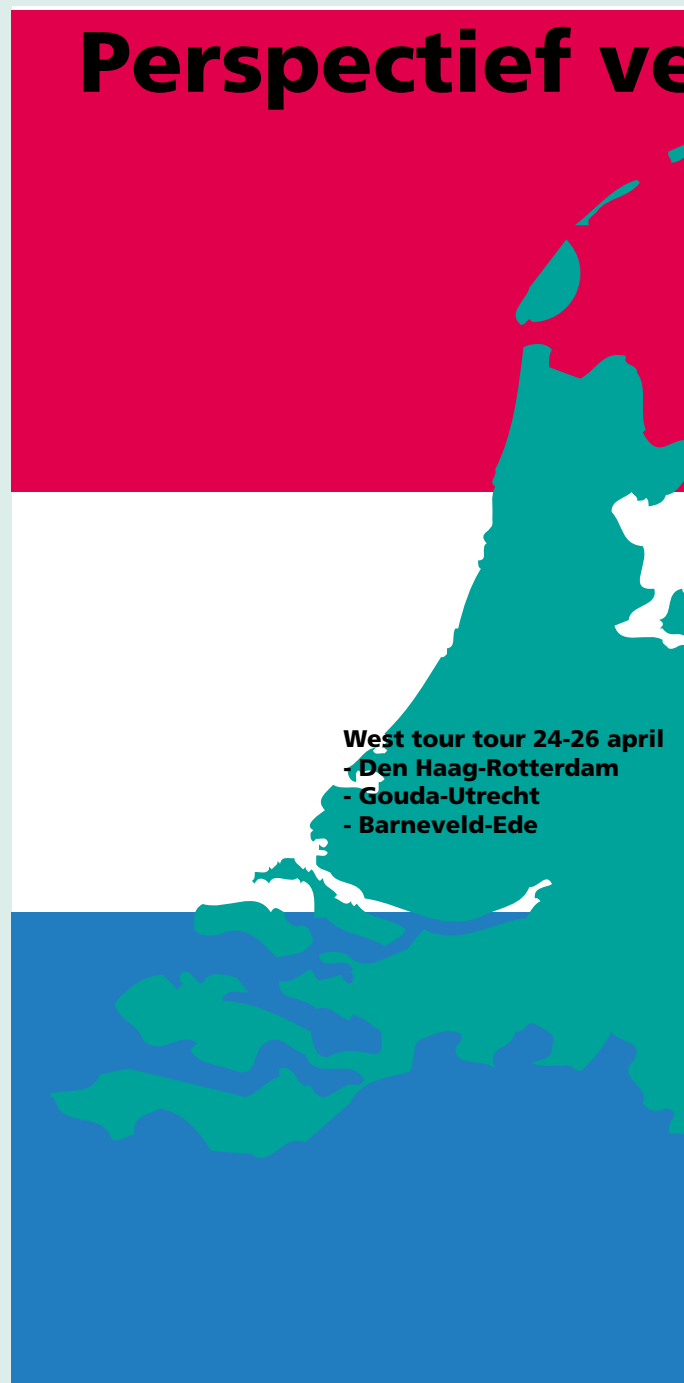 Perspectief ve
West tour tour 24-26 april
- Den Haag-Rotterdam
- Gouda-Utrecht
- Barneveld-Ede